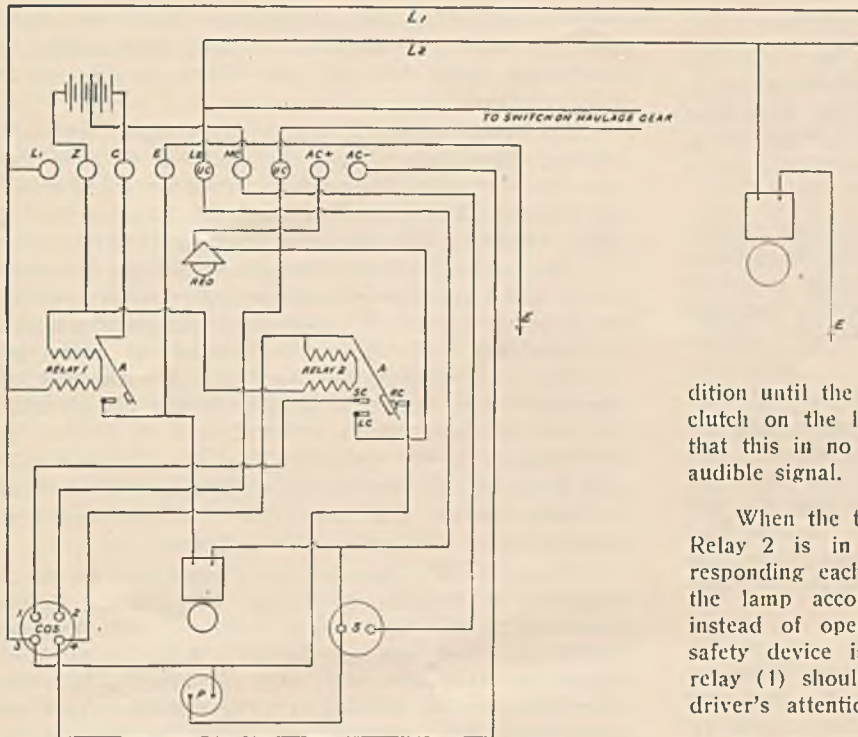 L1
L2
TO SWITCH ON HAULAGE GEAR
L1 Z C E L2 MC UC AC+ AC-
UC
RED
E
E
RELAY 1 A
RELAY 2 A
SC RC
LC
1 2
COS
3 4
S
P
dition until the
clutch on the l
that this in no
audible signal.
When the t
Relay 2 is in
responding each
the lamp acco
instead of ope
safety device i
relay (1) shoul
driver's attentio